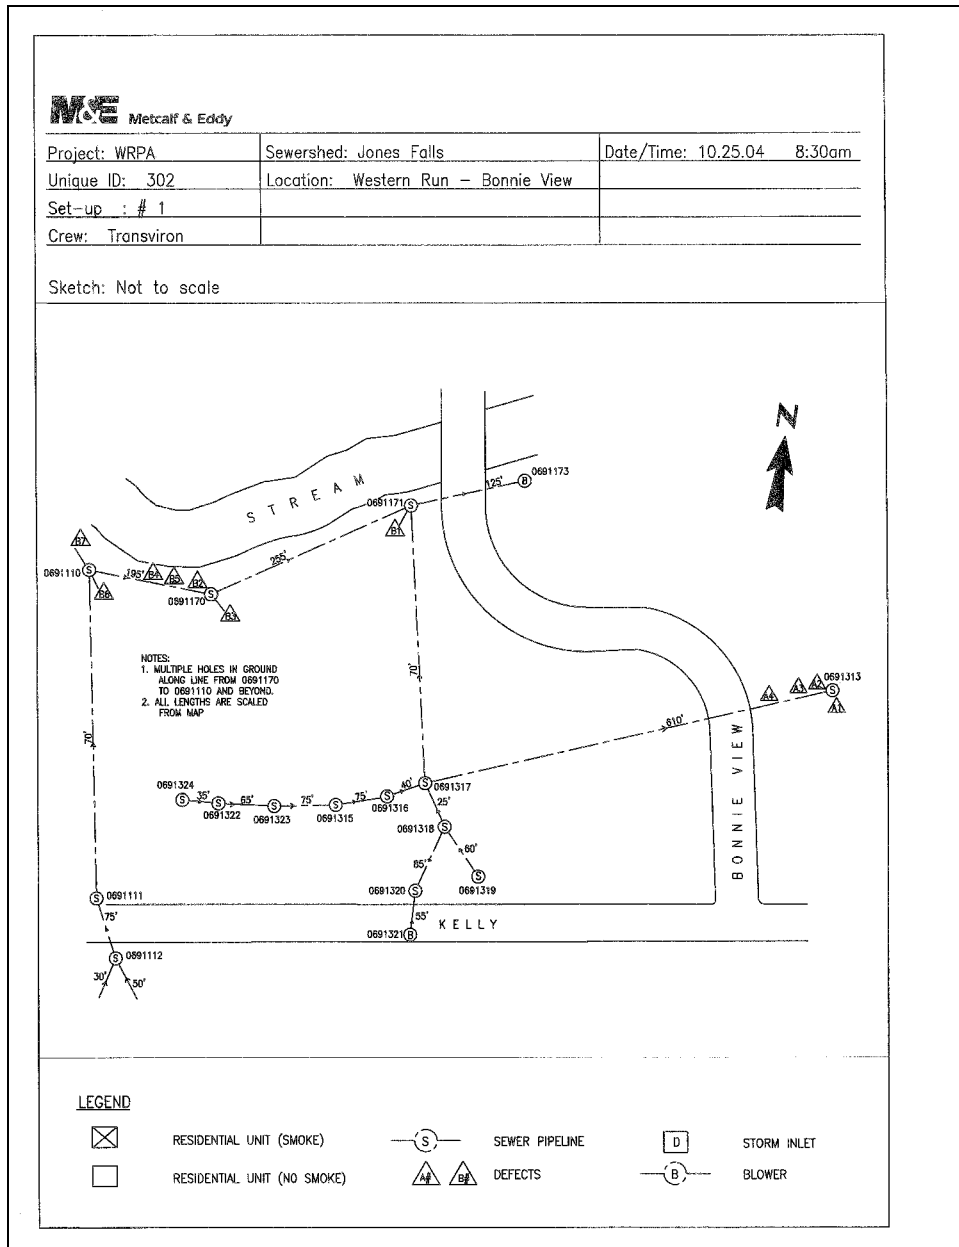 M&E Metcalf & Eddy
Project: WRPA
Sewershed: Jones Falls
Date/Time: 10.25.04 8:30am
Unique ID: 302
Location: Western Run - Bonnie View
Set-up : # 1
Crew: Transviron
Sketch: Not to scale
N
STREAM
0691173
B
125'
0691171
S
B1
255'
B7
0691110
S
195'
B4
B5
B2
B6
0691170
S
B3
NOTES:
1. MULTIPLE HOLES IN GROUND
ALONG LINE FROM 0691170
TO 0691110 AND BEYOND.
2. ALL LENGTHS ARE SCALED
FROM MAP
70'
70'
610'
A4
A3
A2
0691313
S
A1
BONNIE VIEW
0691324
S
35'
S
0691322
65'
S
0691323
75'
S
0691315
75'
S
0691316
40'
S
0691317
25'
0691318
S
60'
S
0691319
85'
0691320
S
55'
0691321
B
KELLY
S
0691111
75'
S
0691112
30'
50'
LEGEND
RESIDENTIAL UNIT (SMOKE)
S
SEWER PIPELINE
D
STORM INLET
RESIDENTIAL UNIT (NO SMOKE)
A#
B#
DEFECTS
B
BLOWER